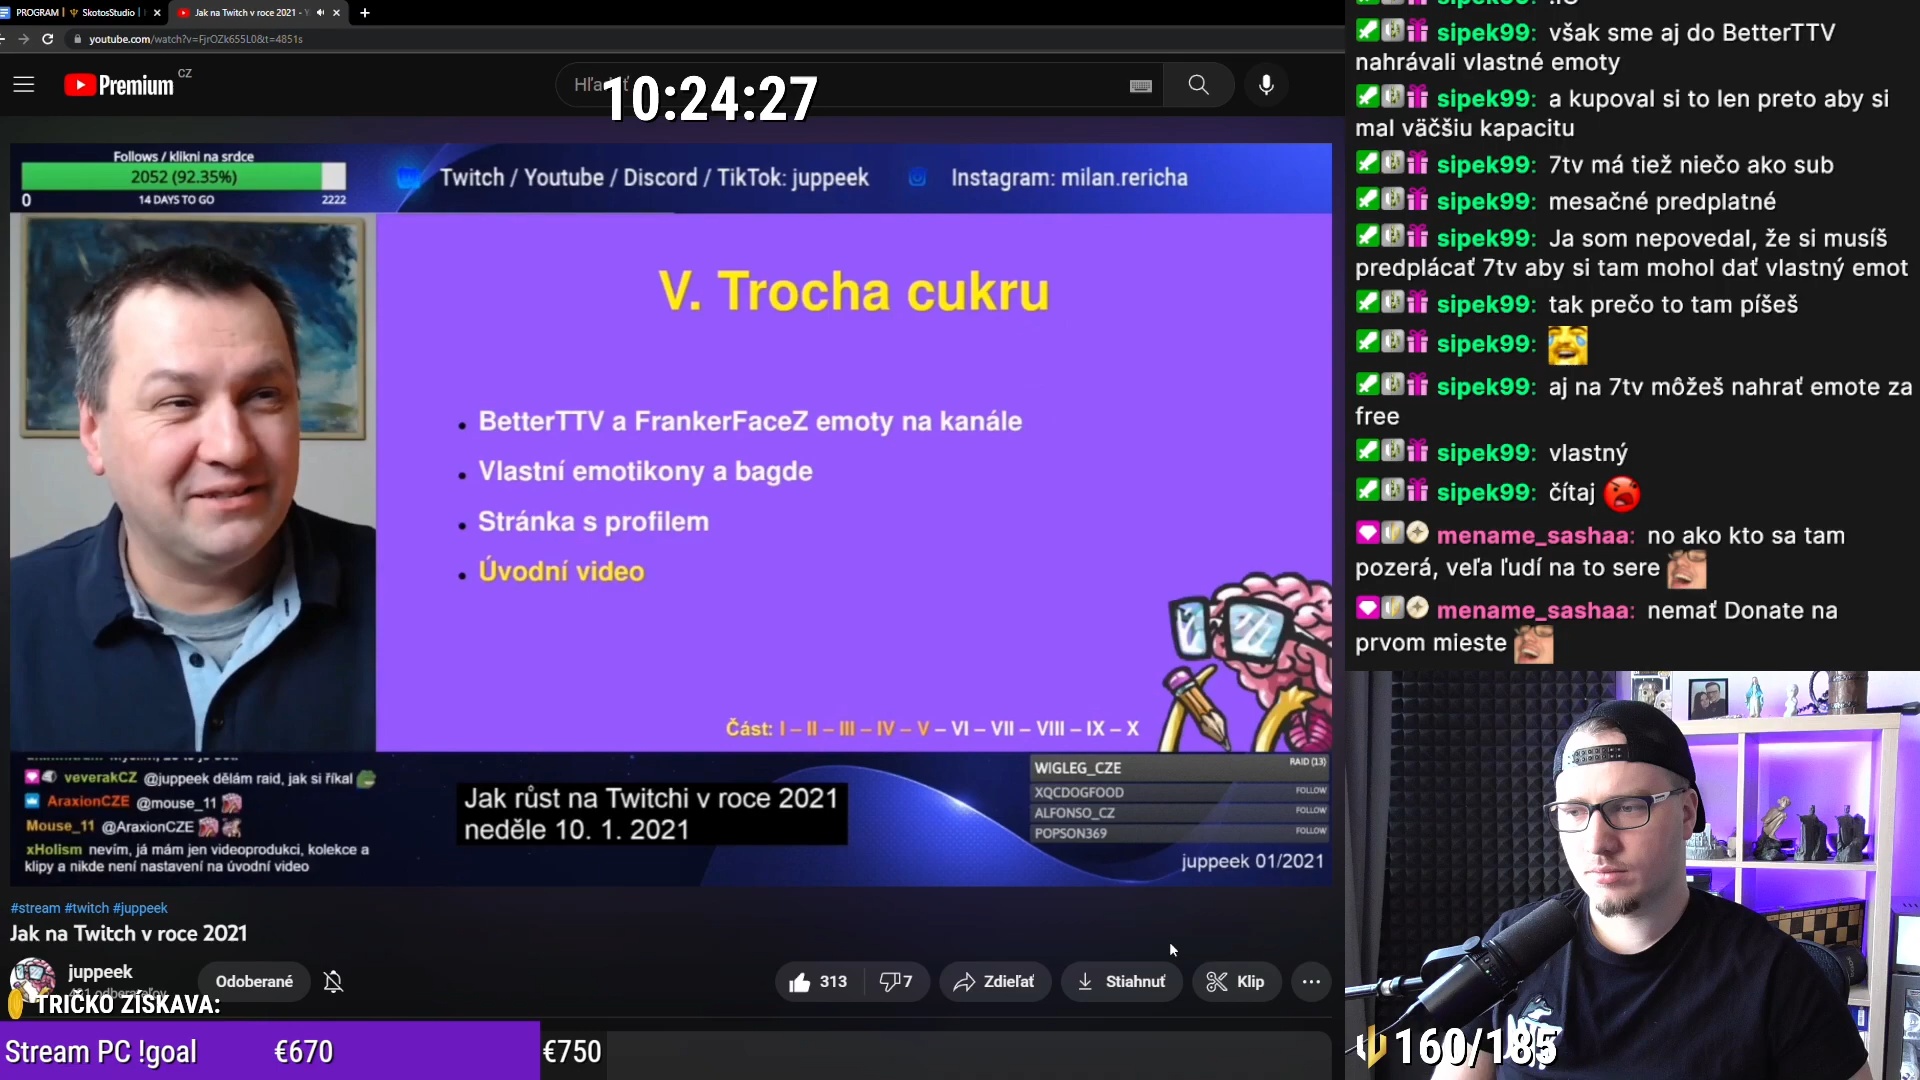 PROGRAM | SkotosStudio |
Jak na Twitch v roce 2021 -
youtube.com/watch?v=FjrOZk655L0&t=4851s
Premium CZ
10:24:27
Follows / klikni na srdce
2052 (92.35%)
0 14 DAYS TO GO 2222
Twitch / Youtube / Discord / TikTok: juppeek
Instagram: milan.rericha
V. Trocha cukru
• BetterTTV a FrankerFaceZ emoty na kanále
• Vlastní emotikony a bagde
• Stránka s profilem
• Úvodní video
Část: I – II – III – IV – V – VI – VII – VIII – IX – X
veverakCZ @juppeek dělám raid, jak si říkal
AraxionCZE @mouse_11
Mouse_11 @AraxionCZE
xHolism nevím, já mám jen videoprodukci, kolekce a
klipy a nikde není nastavení na úvodní video
Jak růst na Twitchi v roce 2021
neděle 10. 1. 2021
WIGLEG_CZE RAID (13)
XQCDOGFOOD FOLLOW
ALFONSO_CZ FOLLOW
POPSON369 FOLLOW
juppeek 01/2021
#stream #twitch #juppeek
Jak na Twitch v roce 2021
juppeek
Odoberané
313
7
Zdieľať
Stiahnuť
Klip
TRIČKO ZÍSKAVA:
Stream PC !goal €670 €750
sipek99: však sme aj do BetterTTV
nahrávali vlastné emoty
sipek99: a kupoval si to len preto aby si
mal väčšiu kapacitu
sipek99: 7tv má tiež niečo ako sub
sipek99: mesačné predplatné
sipek99: Ja som nepovedal, že si musíš
predplácať 7tv aby si tam mohol dať vlastný emot
sipek99: tak prečo to tam píšeš
sipek99:
sipek99: aj na 7tv môžeš nahrať emote za
free
sipek99: vlastný
sipek99: čítaj
mename_sashaa: no ako kto sa tam
pozerá, veľa ľudí na to sere
mename_sashaa: nemať Donate na
prvom mieste
160/185